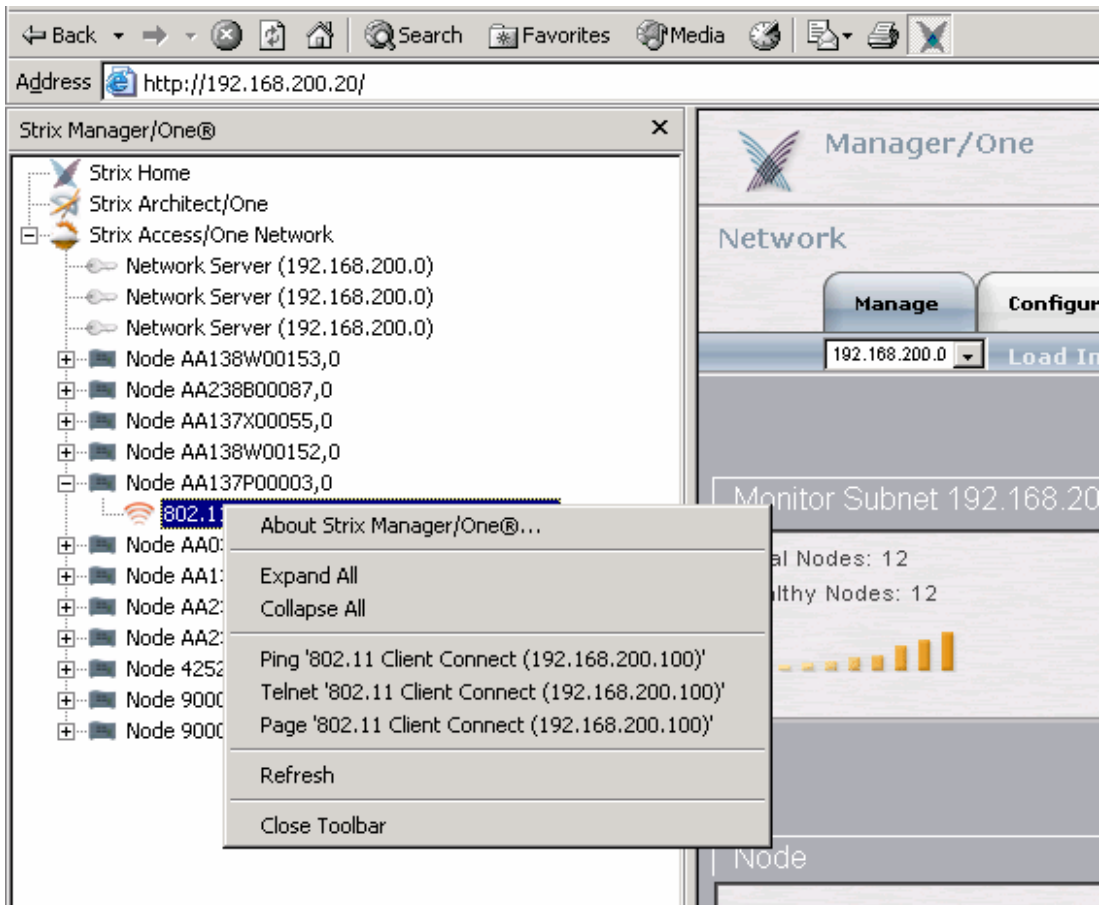 Back Search Favorites Media
Address http://192.168.200.20/
Strix Manager/One®
Strix Home
Strix Architect/One
Strix Access/One Network
Network Server (192.168.200.0)
Network Server (192.168.200.0)
Network Server (192.168.200.0)
Node AA138W00153,0
Node AA238B00087,0
Node AA137X00055,0
Node AA138W00152,0
Node AA137P00003,0
802.1
Node AA0
Node AA1
Node AA2
Node AA2
Node 4252
Node 9000
Node 9000
About Strix Manager/One®...
Expand All
Collapse All
Ping '802.11 Client Connect (192.168.200.100)'
Telnet '802.11 Client Connect (192.168.200.100)'
Page '802.11 Client Connect (192.168.200.100)'
Refresh
Close Toolbar
Manager/One
Network
Manage Configur
192.168.200.0 Load In
Monitor Subnet 192.168.20
al Nodes: 12
lthy Nodes: 12
Node